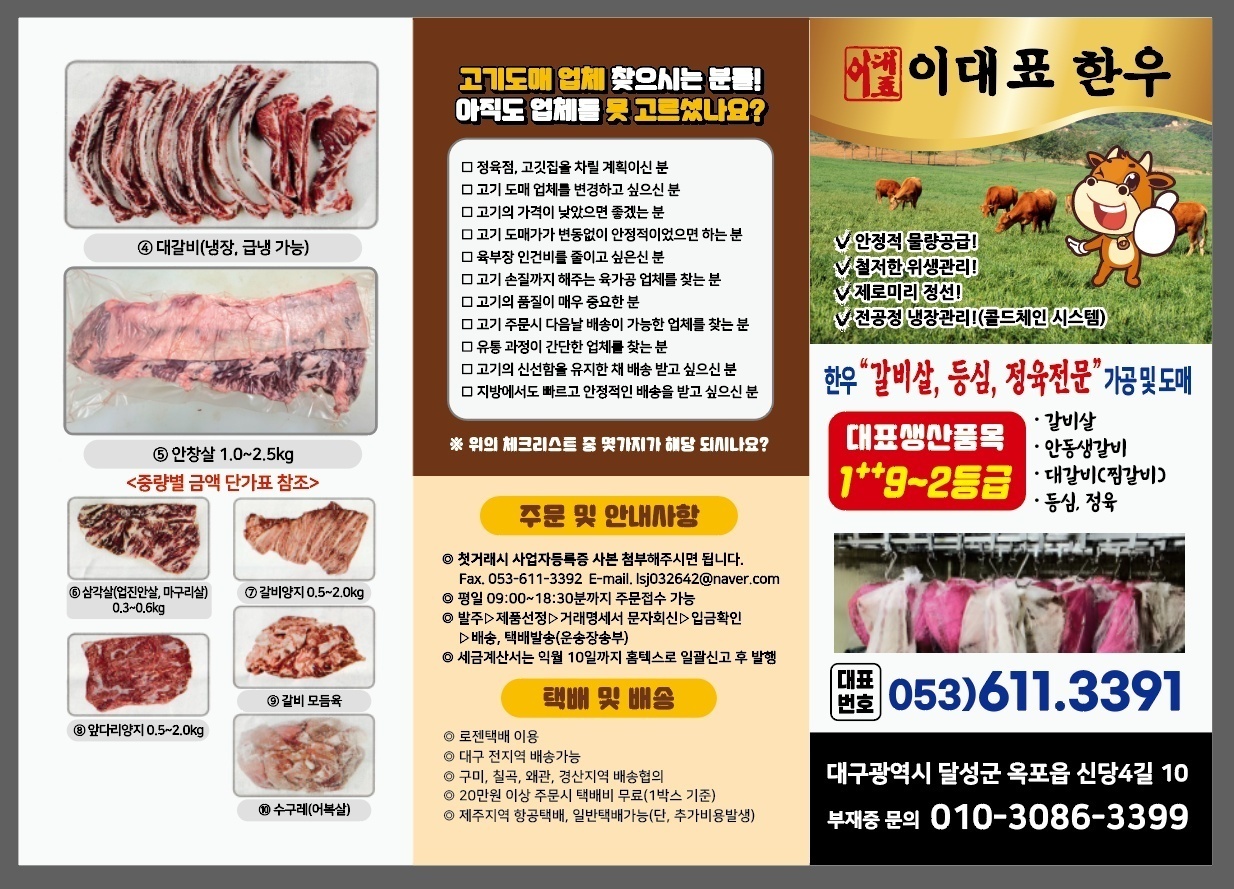 ④ 대갈비(냉장, 급냉 가능)
⑤ 안창살 1.0~2.5kg
<중량별 금액 단가표 참조>
⑥ 삼각살(업진안살, 마구리살)
0.3~0.6kg
⑦ 갈비양지 0.5~2.0kg
⑧ 앞다리양지 0.5~2.0kg
⑨ 갈비 모듬육
⑩ 수구레(어복살)
고기도매 업체 찾으시는 분들!
아직도 업체를 못 고르셨나요?
□ 정육점, 고깃집을 차릴 계획이신 분
□ 고기 도매 업체를 변경하고 싶으신 분
□ 고기의 가격이 낮았으면 좋겠는 분
□ 고기 도매가가 변동없이 안정적이었으면 하는 분
□ 육부장 인건비를 줄이고 싶은신 분
□ 고기 손질까지 해주는 육가공 업체를 찾는 분
□ 고기의 품질이 매우 중요한 분
□ 고기 주문시 다음날 배송이 가능한 업체를 찾는 분
□ 유통 과정이 간단한 업체를 찾는 분
□ 고기의 신선함을 유지한 채 배송 받고 싶으신 분
□ 지방에서도 빠르고 안정적인 배송을 받고 싶으신 분
※ 위의 체크리스트 중 몇가지가 해당 되시나요?
주문 및 안내사항
◎ 첫거래시 사업자등록증 사본 첨부해주시면 됩니다.
Fax. 053-611-3392 E-mail. lsj032642@naver.com
◎ 평일 09:00~18:30분까지 주문접수 가능
◎ 발주▷제품선정▷거래명세서 문자회신▷입금확인
▷배송, 택배발송(운송장송부)
◎ 세금계산서는 익월 10일까지 홈텍스로 일괄신고 후 발행
택배 및 배송
◎ 로젠택배 이용
◎ 대구 전지역 배송가능
◎ 구미, 칠곡, 왜관, 경산지역 배송협의
◎ 20만원 이상 주문시 택배비 무료(1박스 기준)
◎ 제주지역 항공택배, 일반택배가능(단, 추가비용발생)
이대표 이대표 한우
✓ 안정적 물량공급!
✓ 철저한 위생관리!
✓ 제로미리 정선!
✓ 전공정 냉장관리!(콜드체인 시스템)
한우 "갈비살, 등심, 정육전문" 가공 및 도매
대표생산품목
1++9~2등급
· 갈비살
· 안동생갈비
· 대갈비(찜갈비)
· 등심, 정육
대표
번호 053)611.3391
대구광역시 달성군 옥포읍 신당4길 10
부재중 문의 010-3086-3399